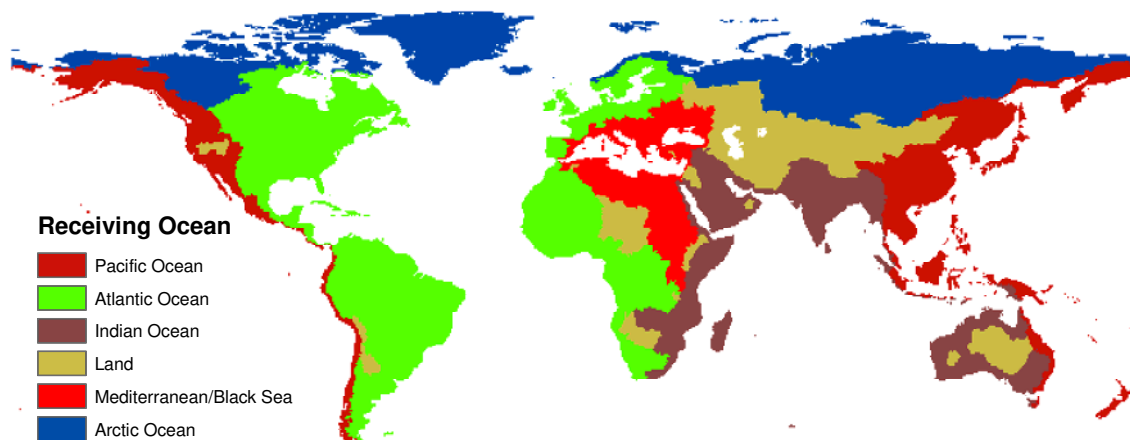 Receiving Ocean
Pacific Ocean
Atlantic Ocean
Indian Ocean
Land
Mediterranean/Black Sea
Arctic Ocean